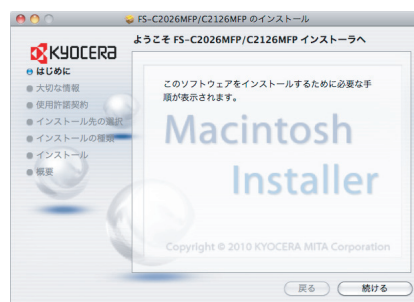 FS-C2026MFP/C2126MFP のインストール
ようこそ FS-C2026MFP/C2126MFP インストーラへ
KYOCERA
はじめに
大切な情報
使用許諾契約
インストール先の選択
インストールの種類
インストール
概要
このソフトウェアをインストールするために必要な手
順が表示されます。
Macintosh
Installer
Copyright © 2010 KYOCERA MITA Corporation
戻る
続ける